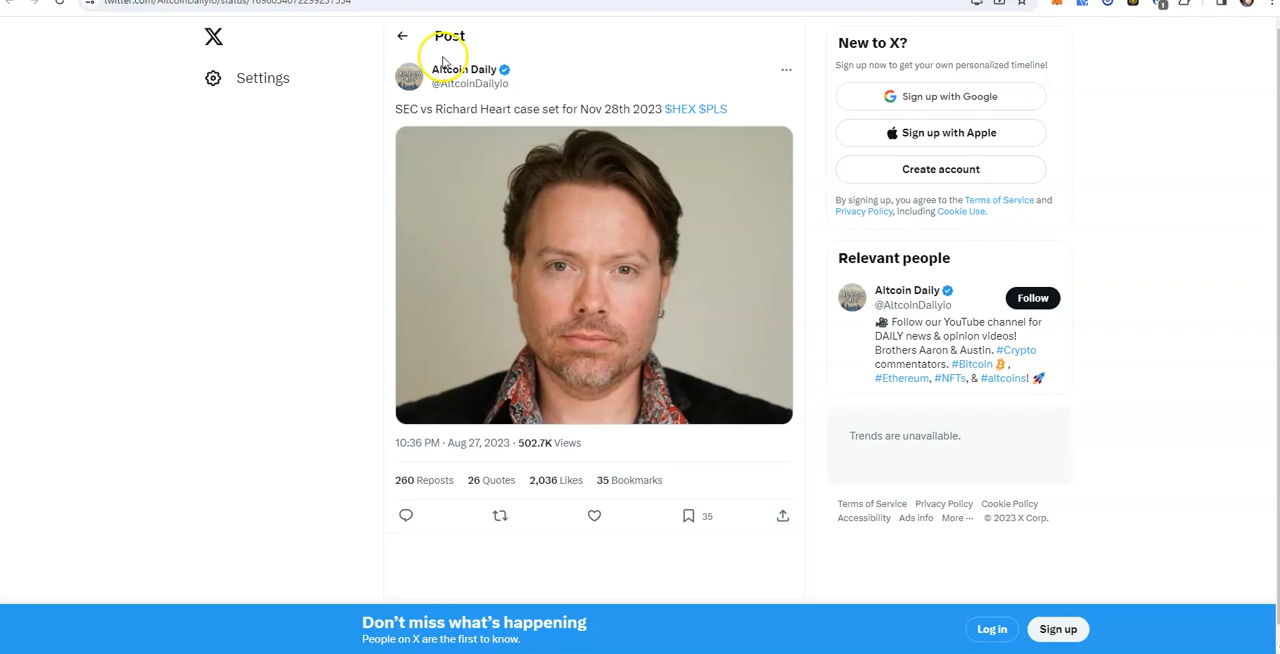 Post
Altcoin Daily
@AltcoinDailyio
SEC vs Richard Heart case set for Nov 28th 2023 $HEX $PLS
10:36 PM · Aug 27, 2023 · 502.7K Views
260 Reposts 26 Quotes 2,036 Likes 35 Bookmarks
35
Settings
New to X?
Sign up now to get your own personalized timeline!
Sign up with Google
Sign up with Apple
Create account
By signing up, you agree to the Terms of Service and
Privacy Policy, including Cookie Use.
Relevant people
Altcoin Daily
@AltcoinDailyio
Follow
🎥 Follow our YouTube channel for
DAILY news & opinion videos!
Brothers Aaron & Austin. #Crypto
commentators. #Bitcoin ,
#Ethereum, #NFTs, & #altcoins! 🚀
Trends are unavailable.
Terms of Service Privacy Policy Cookie Policy
Accessibility Ads info More ··· © 2023 X Corp.
Don’t miss what’s happening
People on X are the first to know.
Log in
Sign up